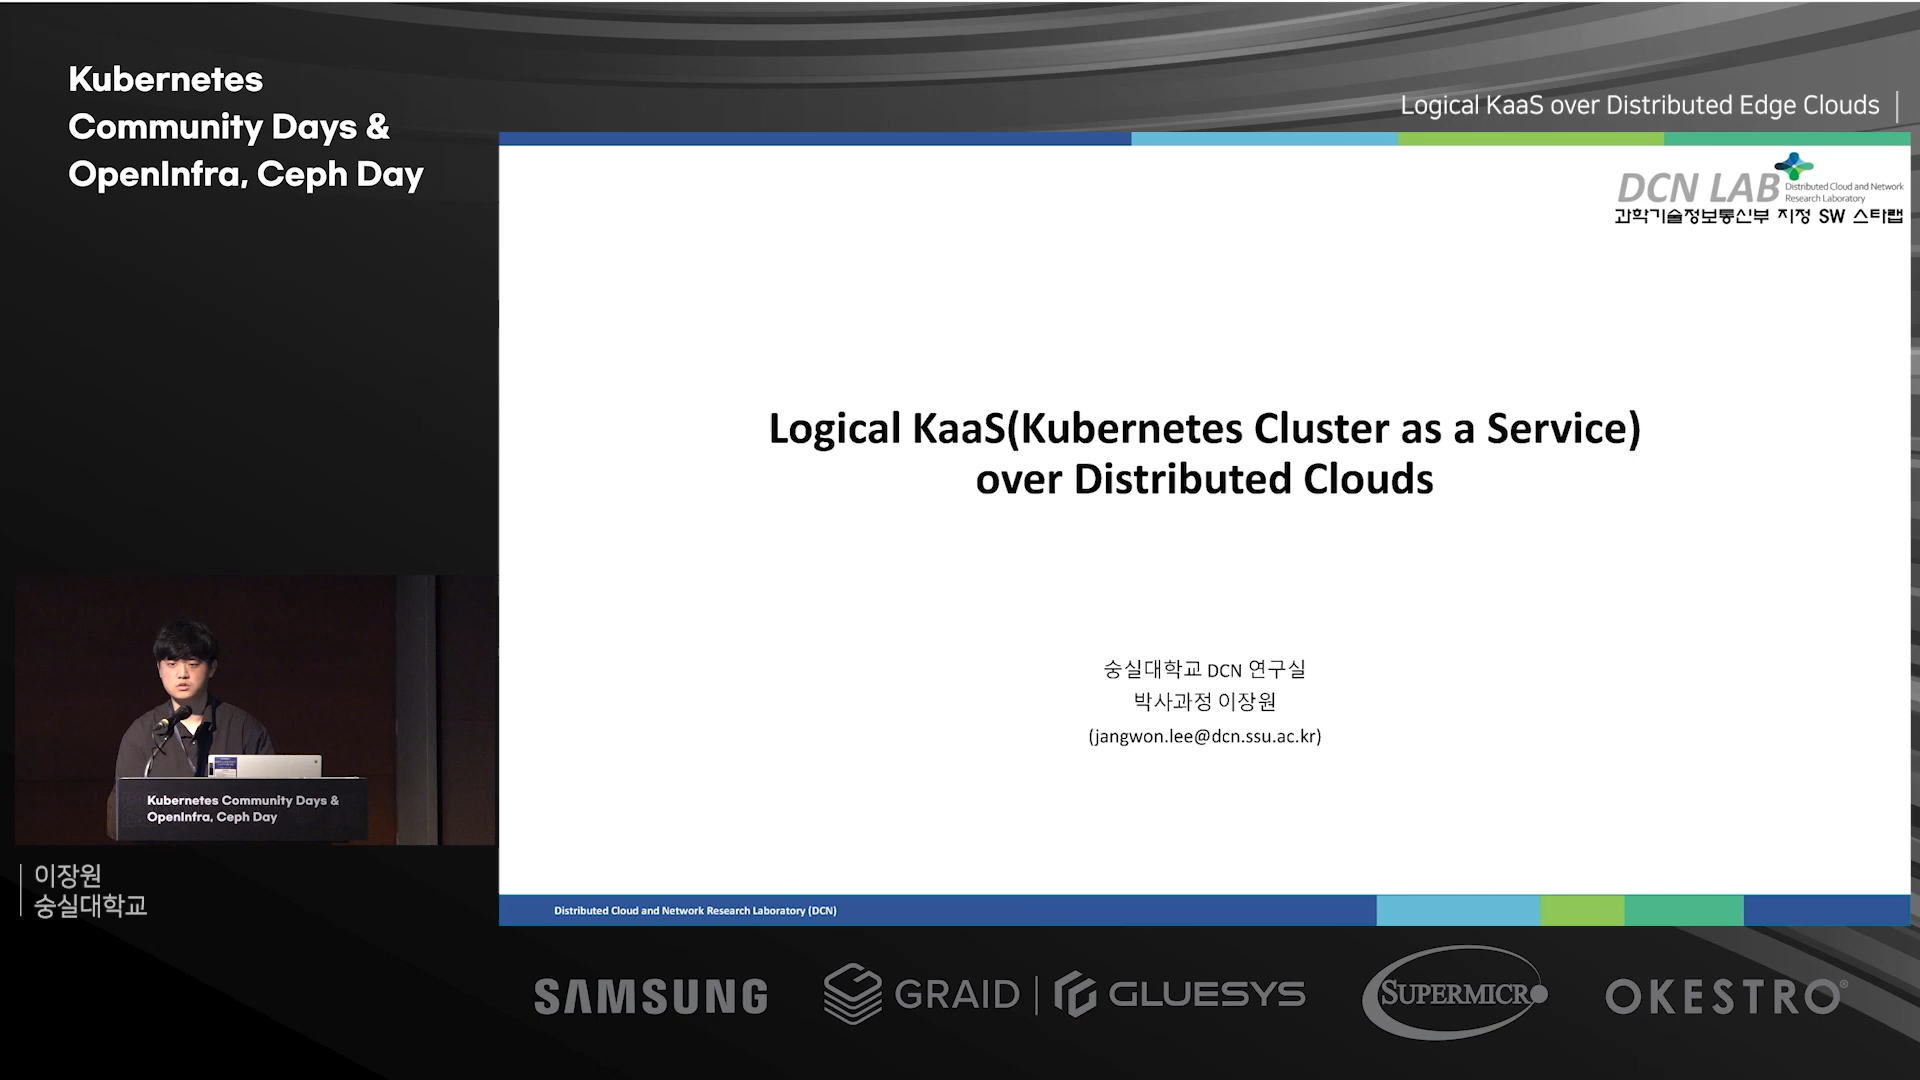 Kubernetes
Community Days &
OpenInfra, Ceph Day
Logical KaaS over Distributed Edge Clouds
DCN LAB
Distributed Cloud and Network
Research Laboratory
과학기술정보통신부 지정 SW 스타랩
Logical KaaS(Kubernetes Cluster as a Service)
over Distributed Clouds
숭실대학교 DCN 연구실
박사과정 이장원
(jangwon.lee@dcn.ssu.ac.kr)
Kubernetes Community Days &
OpenInfra, Ceph Day
이장원
숭실대학교
Distributed Cloud and Network Research Laboratory (DCN)
SAMSUNG
GRAID | GLUESYS
SUPERMICRO
OKESTRO®